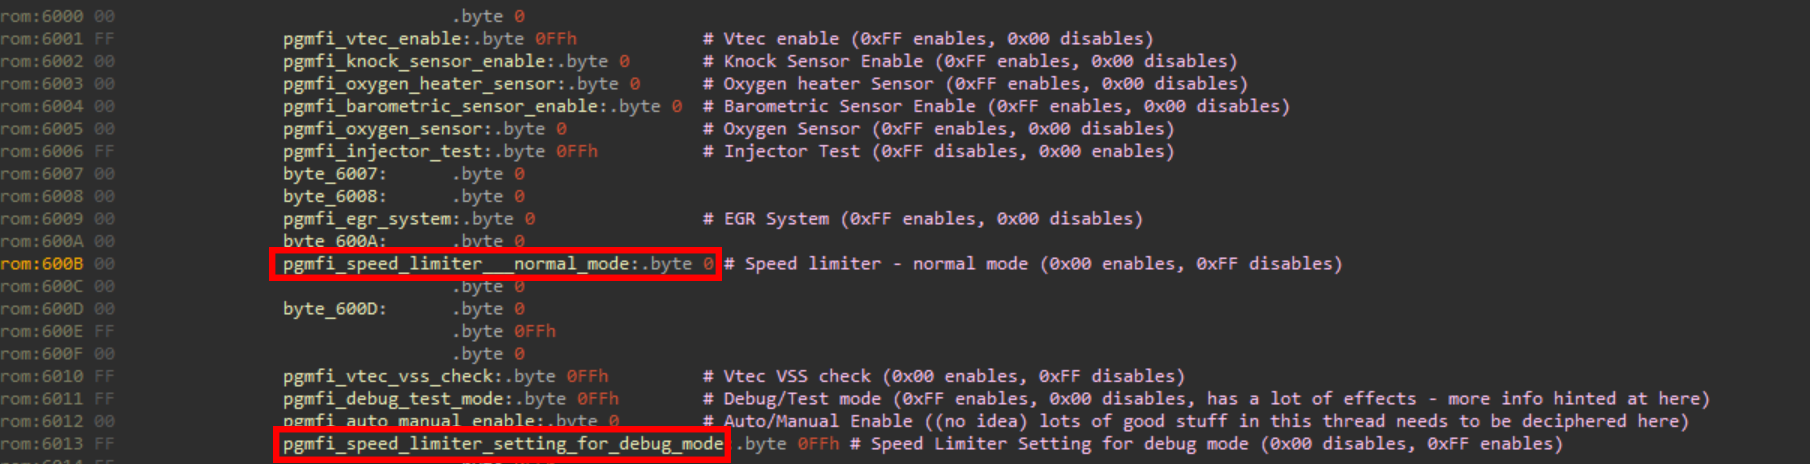 rom:6000 00 .byte 0
rom:6001 FF pgmfi_vtec_enable:.byte 0FFh # Vtec enable (0xFF enables, 0x00 disables)
rom:6002 00 pgmfi_knock_sensor_enable:.byte 0 # Knock Sensor Enable (0xFF enables, 0x00 disables)
rom:6003 00 pgmfi_oxygen_heater_sensor:.byte 0 # Oxygen heater Sensor (0xFF enables, 0x00 disables)
rom:6004 00 pgmfi_barometric_sensor_enable:.byte 0 # Barometric Sensor Enable (0xFF enables, 0x00 disables)
rom:6005 00 pgmfi_oxygen_sensor:.byte 0 # Oxygen Sensor (0xFF enables, 0x00 disables)
rom:6006 FF pgmfi_injector_test:.byte 0FFh # Injector Test (0xFF disables, 0x00 enables)
rom:6007 00 byte_6007: .byte 0
rom:6008 00 byte_6008: .byte 0
rom:6009 00 pgmfi_egr_system:.byte 0 # EGR System (0xFF enables, 0x00 disables)
rom:600A 00 byte_600A: .byte 0
rom:600B 00 pgmfi_speed_limiter___normal_mode:.byte 0 # Speed limiter - normal mode (0x00 enables, 0xFF disables)
rom:600C 00 .byte 0
rom:600D 00 byte_600D: .byte 0
rom:600E FF .byte 0FFh
rom:600F 00 .byte 0
rom:6010 FF pgmfi_vtec_vss_check:.byte 0FFh # Vtec VSS check (0x00 enables, 0xFF disables)
rom:6011 FF pgmfi_debug_test_mode:.byte 0FFh # Debug/Test mode (0xFF enables, 0x00 disables, has a lot of effects - more info hinted at here)
rom:6012 00 pgmfi_auto_manual_enable:.byte 0 # Auto/Manual Enable ((no idea) lots of good stuff in this thread needs to be deciphered here)
rom:6013 FF pgmfi_speed_limiter_setting_for_debug_mode:.byte 0FFh # Speed Limiter Setting for debug mode (0x00 disables, 0xFF enables)